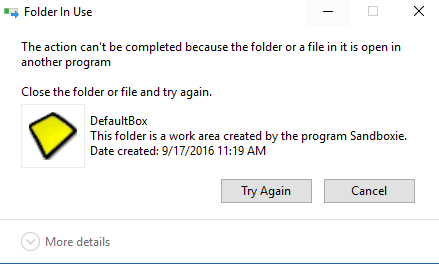 Folder In Use
The action can't be completed because the folder or a file in it is open in
another program
Close the folder or file and try again.
DefaultBox
This folder is a work area created by the program Sandboxie.
Date created: 9/17/2016 11:19 AM
Try Again
Cancel
More details